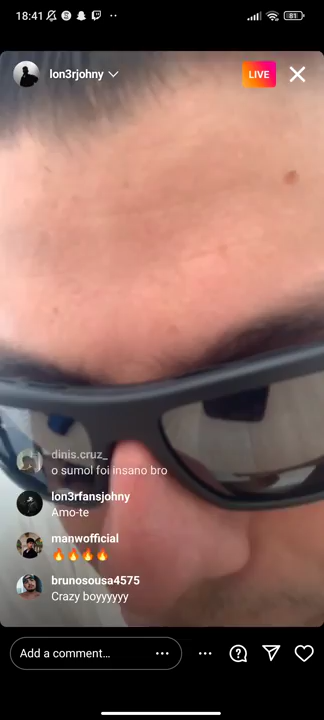 18:41
81
lon3rjohny
LIVE
dinis.cruz_
o sumol foi insano bro
lon3rfansjohny
Amo-te
manwofficial
🔥🔥🔥🔥
brunosousa4575
Crazy boyyyyyy
Add a comment...